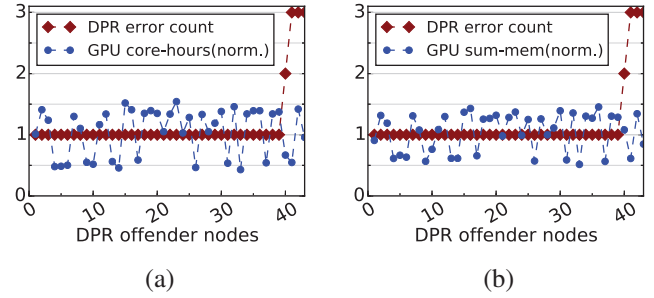 3
2
1
0
DPR error count
GPU core-hours(norm.)
0 10 20 30 40
DPR offender nodes
(a)
3
2
1
0
DPR error count
GPU sum-mem(norm.)
0 10 20 30 40
DPR offender nodes
(b)